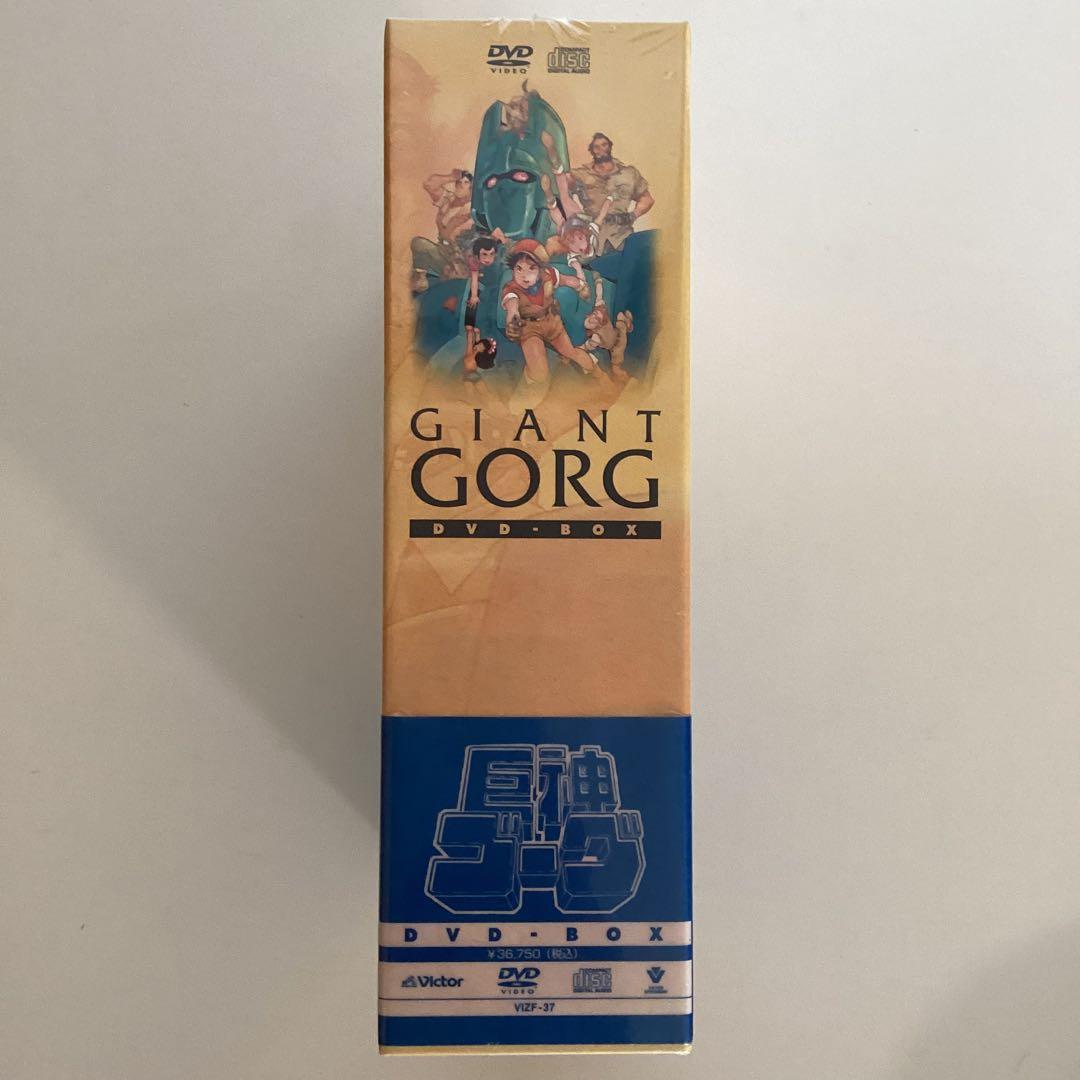 DVD VIDEO COMPACT disc DIGITAL AUDIO
GIANT
GORG
DVD-BOX
巨神
ゴーグ
DVD-BOX
¥36,750 (税込)
Victor DVD VIDEO COMPACT disc DIGITAL AUDIO
VIZF-37